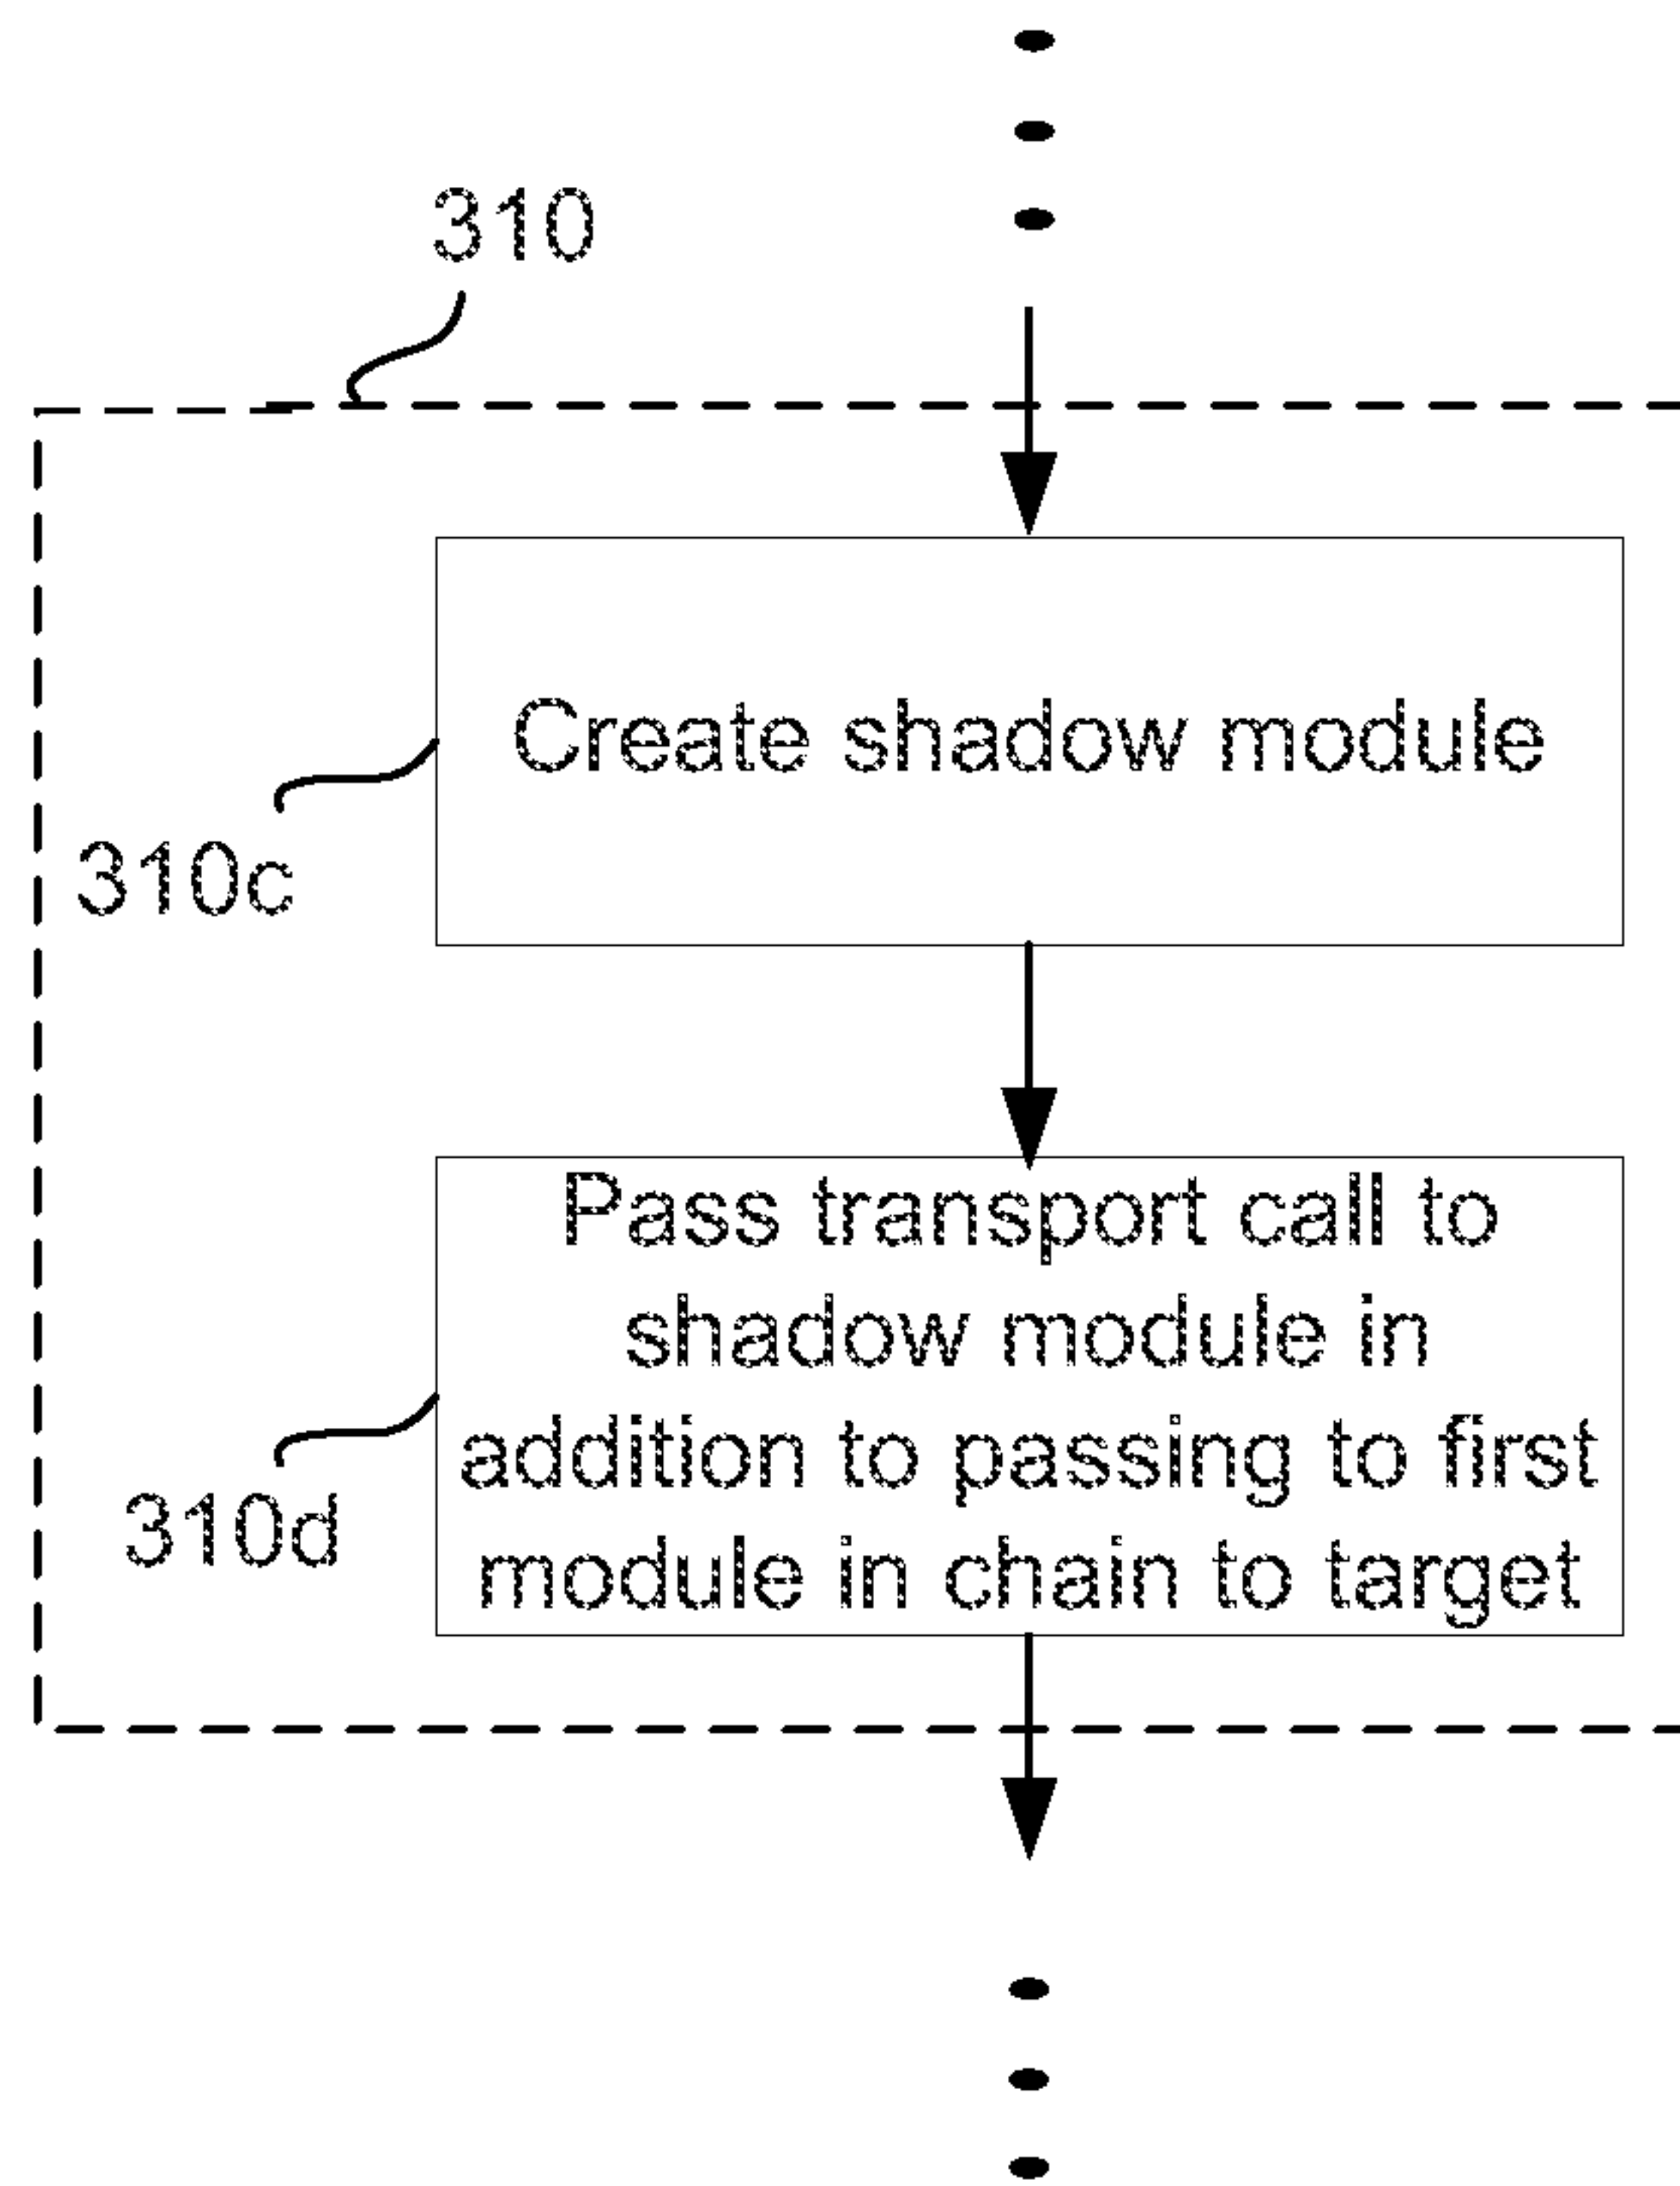 310
Create shadow module
310c
Pass transport call to
shadow module in
addition to passing to first
module in chain to target
310d